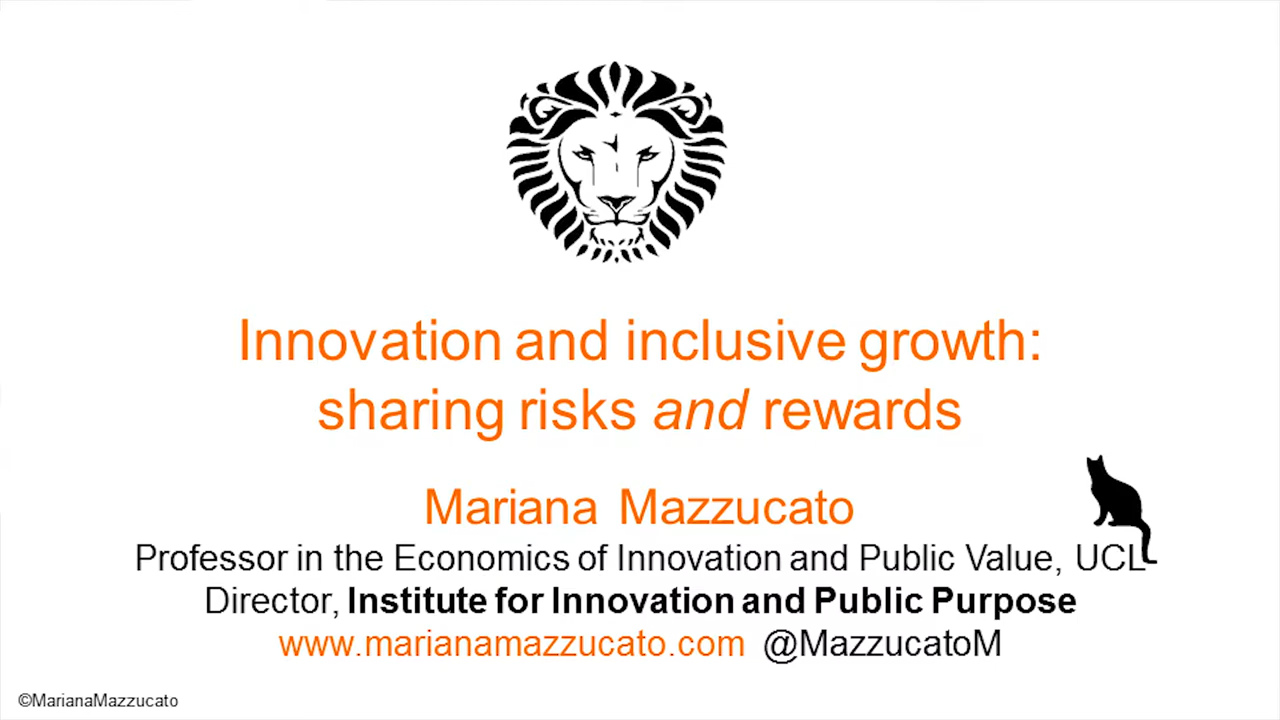 Innovation and inclusive growth:
sharing risks and rewards
Mariana Mazzucato
Professor in the Economics of Innovation and Public Value, UCL
Director, Institute for Innovation and Public Purpose
www.marianamazzucato.com @MazzucatoM
©MarianaMazzucato